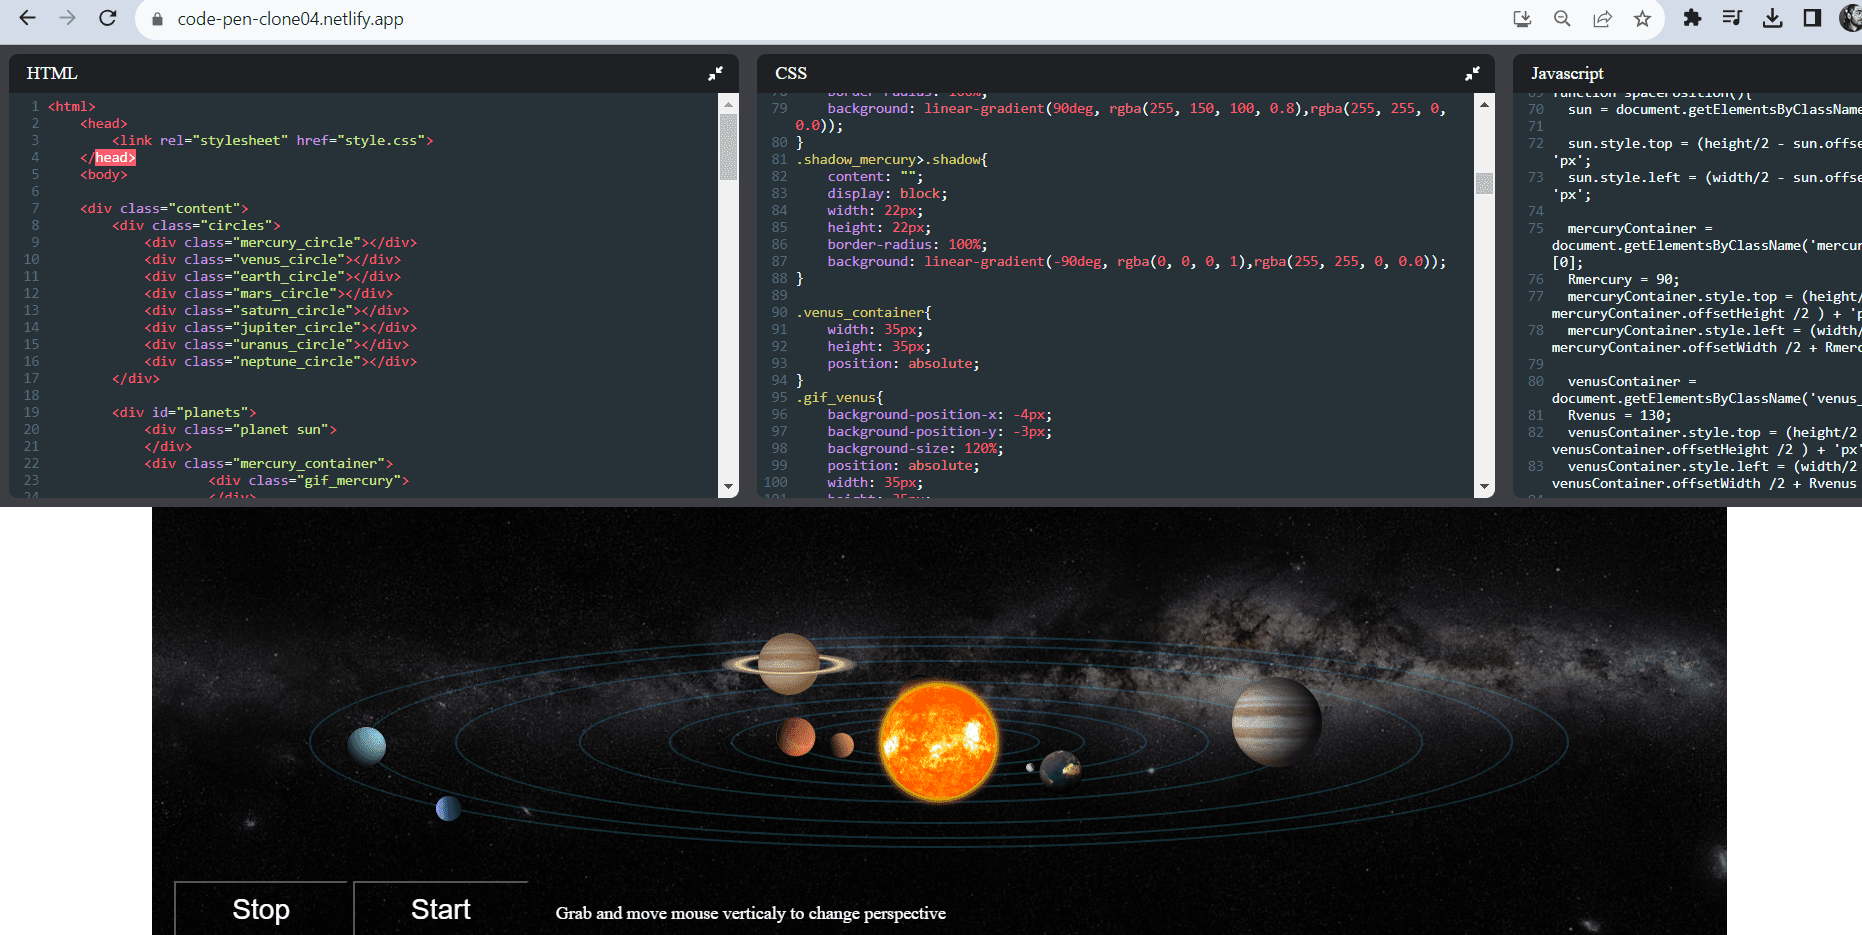 code-pen-clone04.netlify.app
HTML
1 <html>
2 <head>
3 <link rel="stylesheet" href="style.css">
4 </head>
5 <body>
6
7 <div class="content">
8 <div class="circles">
9 <div class="mercury_circle"></div>
10 <div class="venus_circle"></div>
11 <div class="earth_circle"></div>
12 <div class="mars_circle"></div>
13 <div class="saturn_circle"></div>
14 <div class="jupiter_circle"></div>
15 <div class="uranus_circle"></div>
16 <div class="neptune_circle"></div>
17 </div>
18
19 <div id="planets">
20 <div class="planet sun">
21 </div>
22 <div class="mercury_container">
23 <div class="gif_mercury">
24 </div>
CSS
78 border-radius: 100%;
79 background: linear-gradient(90deg, rgba(255, 150, 100, 0.8),rgba(255, 255, 0,
0.0));
80 }
81 .shadow_mercury>.shadow{
82 content: "";
83 display: block;
84 width: 22px;
85 height: 22px;
86 border-radius: 100%;
87 background: linear-gradient(-90deg, rgba(0, 0, 0, 1),rgba(255, 255, 0, 0.0));
88 }
89
90 .venus_container{
91 width: 35px;
92 height: 35px;
93 position: absolute;
94 }
95 .gif_venus{
96 background-position-x: -4px;
97 background-position-y: -3px;
98 background-size: 120%;
99 position: absolute;
100 width: 35px;
101 height: 35px;
Javascript
69 function spacePosition(){
70 sun = document.getElementsByClassName
71
72 sun.style.top = (height/2 - sun.offse
'px';
73 sun.style.left = (width/2 - sun.offse
'px';
74
75 mercuryContainer =
document.getElementsByClassName('mercur
[0];
76 Rmercury = 90;
77 mercuryContainer.style.top = (height/
mercuryContainer.offsetHeight /2 ) + 'p
78 mercuryContainer.style.left = (width/
mercuryContainer.offsetWidth /2 + Rmerc
79
80 venusContainer =
document.getElementsByClassName('venus_
81 Rvenus = 130;
82 venusContainer.style.top = (height/2
venusContainer.offsetHeight /2 ) + 'px'
83 venusContainer.style.left = (width/2
venusContainer.offsetWidth /2 + Rvenus
Stop
Start
Grab and move mouse verticaly to change perspective